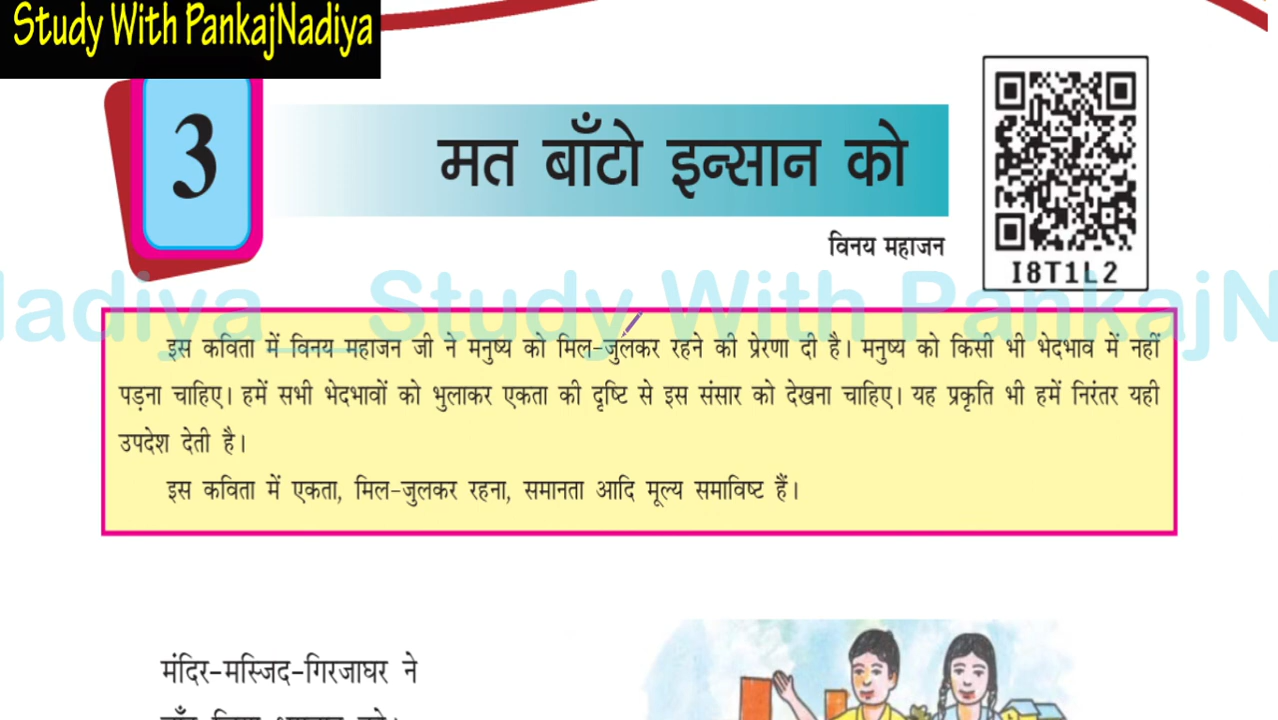 Study With PankajNadiya
3
मत बाँटो इन्सान को
विनय महाजन
I8T1L2
Nadiya__Study With PankajN
इस कविता में विनय महाजन जी ने मनुष्य को मिल-जुलकर रहने की प्रेरणा दी है। मनुष्य को किसी भी भेदभाव में नहीं
पड़ना चाहिए। हमें सभी भेदभावों को भुलाकर एकता की दृष्टि से इस संसार को देखना चाहिए। यह प्रकृति भी हमें निरंतर यही
उपदेश देती है।
इस कविता में एकता, मिल-जुलकर रहना, समानता आदि मूल्य समाविष्ट हैं।
मंदिर-मस्जिद-गिरजाघर ने